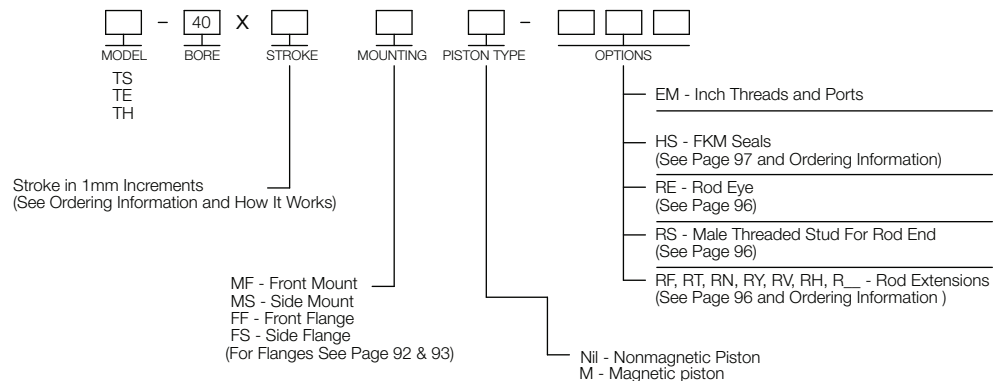 – 40 X –
MODEL BORE STROKE MOUNTING PISTON TYPE OPTIONS
TS
TE
TH
EM - Inch Threads and Ports
HS - FKM Seals
(See Page 97 and Ordering Information)
Stroke in 1mm Increments
(See Ordering Information and How It Works)
RE - Rod Eye
(See Page 96)
RS - Male Threaded Stud For Rod End
(See Page 96)
RF, RT, RN, RY, RV, RH, R__ - Rod Extensions
(See Page 96 and Ordering Information )
MF - Front Mount
MS - Side Mount
FF - Front Flange
FS - Side Flange
(For Flanges See Page 92 & 93)
Nil - Nonmagnetic Piston
M - Magnetic piston